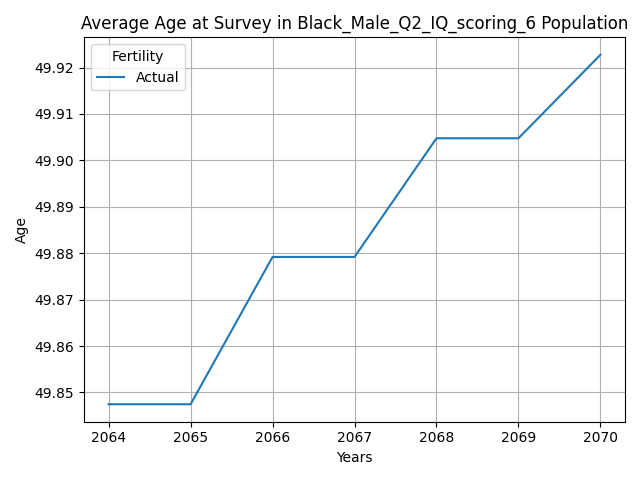 Average Age at Survey in Black_Male_Q2_IQ_scoring_6 Population
Fertility
Actual
49.92
49.91
49.90
49.89
49.88
49.87
49.86
49.85
Age
2064 2065 2066 2067 2068 2069 2070
Years